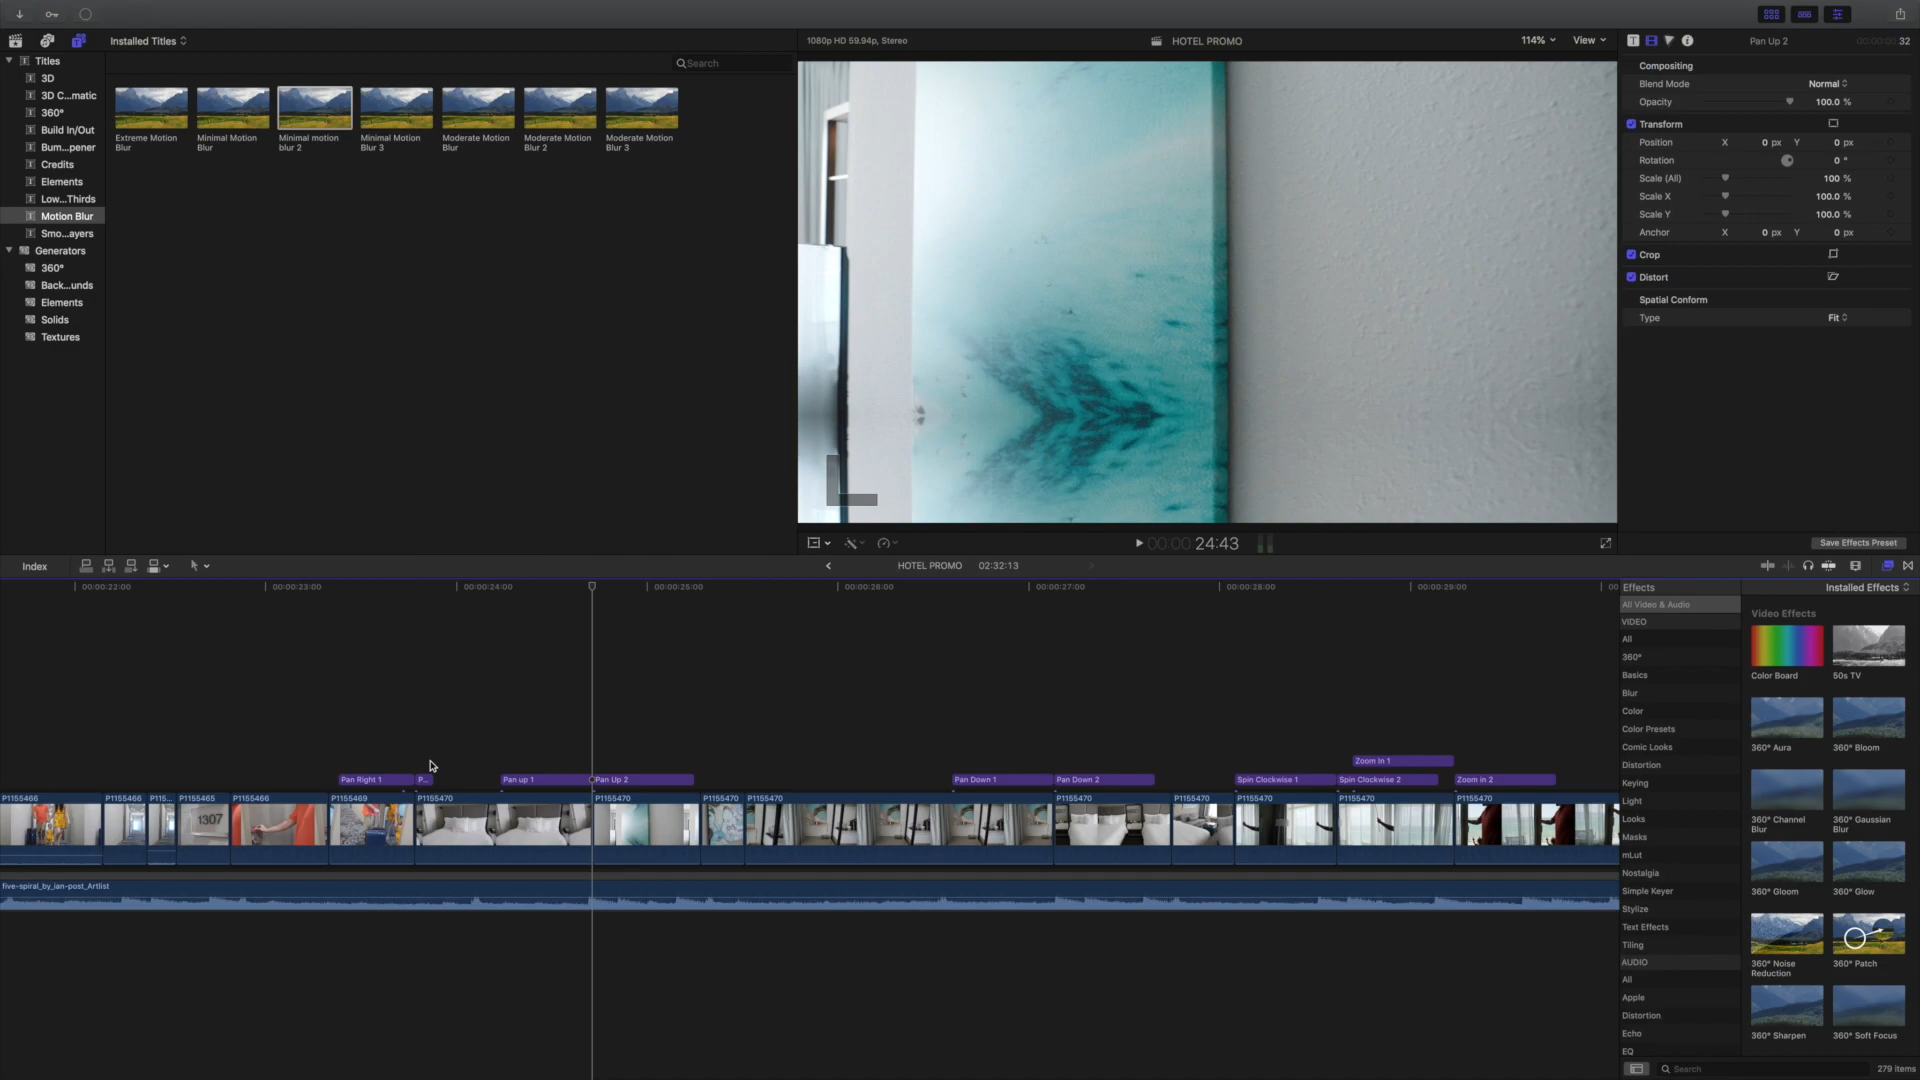 Installed Titles
1080p HD 59.94p, Stereo
HOTEL PROMO
114%
View
Pan Up 2
32
Titles
3D
3D C...matic
360°
Build In/Out
Bum...pener
Credits
Elements
Low...Thirds
Motion Blur
Smo...ayers
Generators
360°
Back...unds
Elements
Solids
Textures
Search
Extreme Motion
Blur
Minimal Motion
Blur
Minimal motion
blur 2
Minimal Motion
Blur 3
Moderate Motion
Blur
Moderate Motion
Blur 2
Moderate Motion
Blur 3
Compositing
Blend Mode Normal
Opacity 100.0 %
Transform
Position X 0 px Y 0 px
Rotation 0 °
Scale (All) 100 %
Scale X 100.0 %
Scale Y 100.0 %
Anchor X 0 px Y 0 px
Crop
Distort
Spatial Conform
Type Fit
00:00:24:43
Save Effects Preset
Index
HOTEL PROMO 02:32:13
00:00:22:00 00:00:23:00 00:00:24:00 00:00:25:00 00:00:26:00 00:00:27:00 00:00:28:00 00:00:29:00 00
Zoom In 1
Pan Right 1 P... Pan up 1 Pan Up 2 Pan Down 1 Pan Down 2 Spin Clockwise 1 Spin Clockwise 2 Zoom in 2
P1155466 P1155466 P115... P1155465 P1155466 P1155469 P1155470 P1155470 P1155470 P1155470 P1155470 P1155470 P1155470 P1155470 P1155470
1307
five-spiral_by_ian-post_Artlist
Effects
Installed Effects
All Video & Audio
VIDEO
All
360°
Basics
Blur
Color
Color Presets
Comic Looks
Distortion
Keying
Light
Looks
Masks
mLut
Nostalgia
Simple Keyer
Stylize
Text Effects
Tiling
AUDIO
All
Apple
Distortion
Echo
EQ
Video Effects
Color Board
50s TV
360° Aura
360° Bloom
360° Channel
Blur
360° Gaussian
Blur
360° Gloom
360° Glow
360° Noise
Reduction
360° Patch
360° Sharpen
360° Soft Focus
Search
279 items